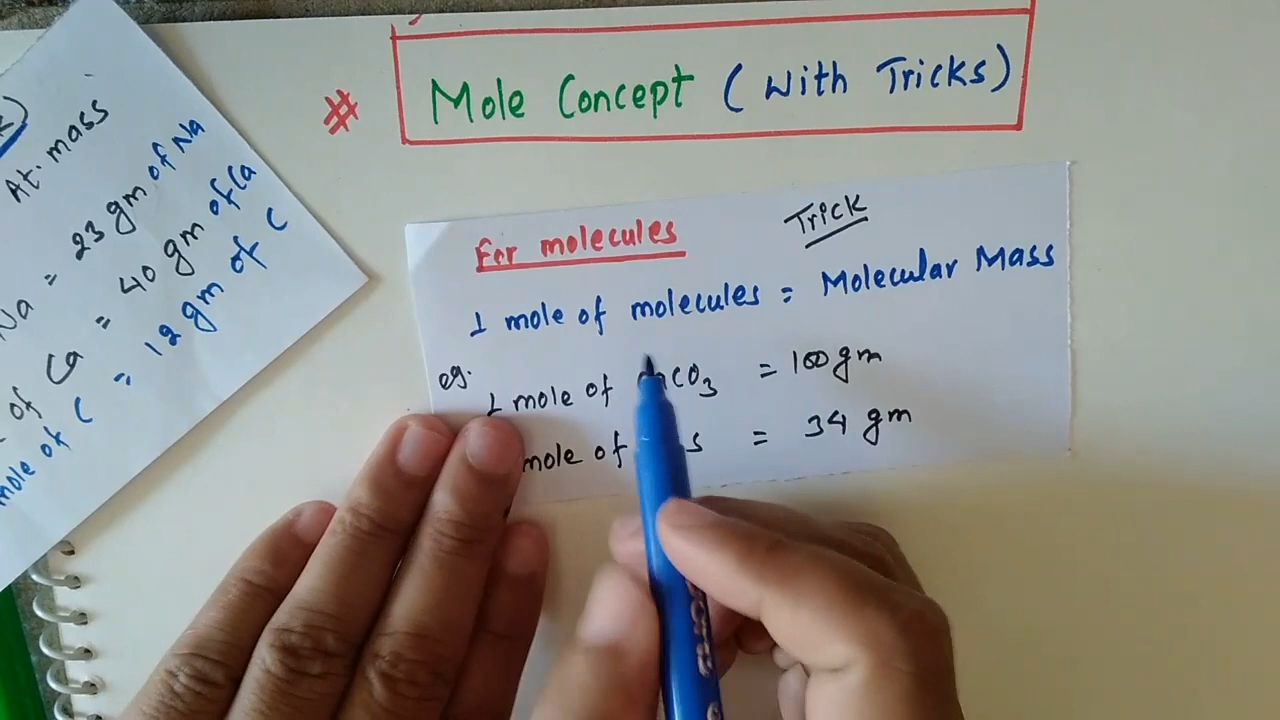 # Mole Concept (With Tricks)
For molecules
Trick
1 mole of molecules = Molecular Mass
eg.
1 mole of CO3 = 100 gm
mole of S = 34 gm
At. mass
Na = 23 gm of Na
of Ca = 40 gm of Ca
mole of C = 12 gm of C